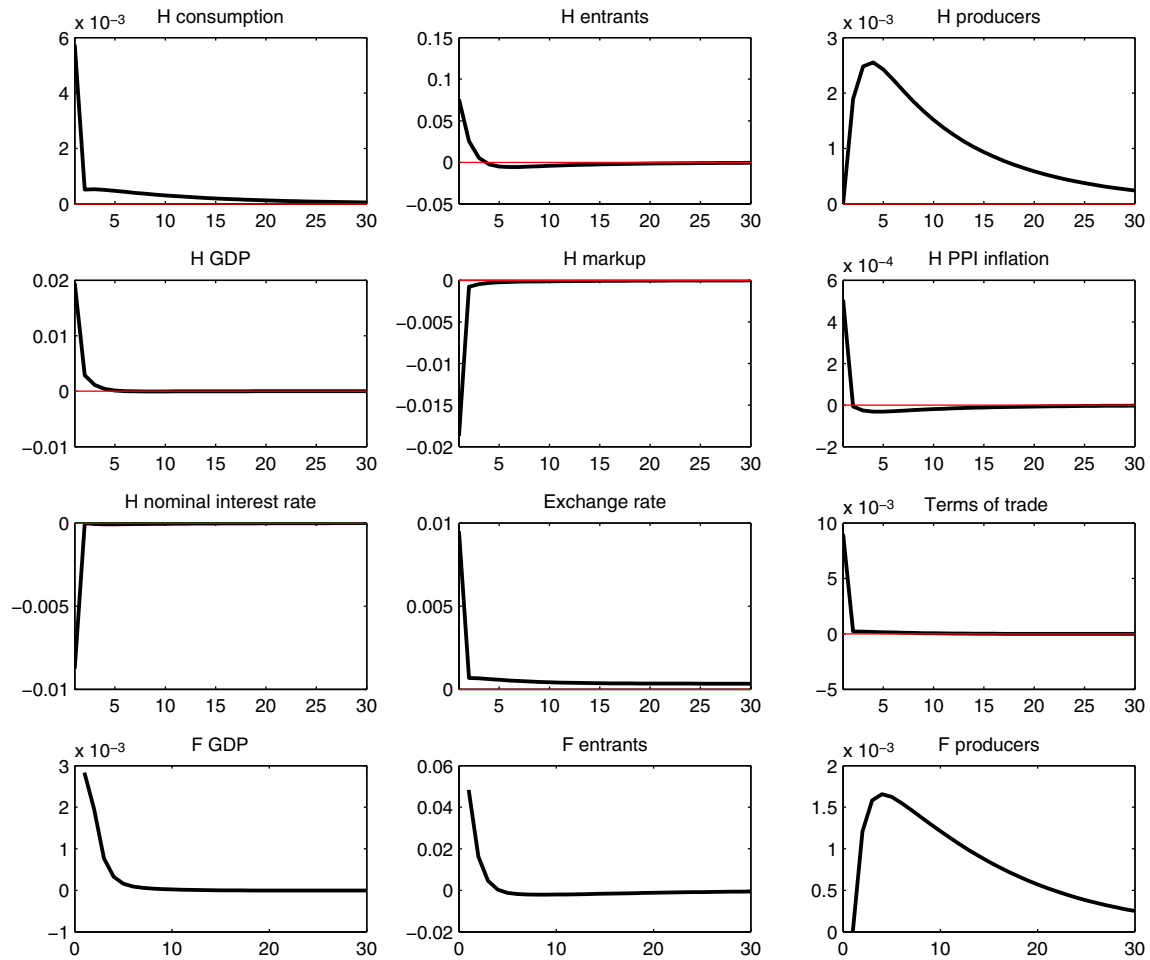 H consumption
x 10⁻³
6
4
2
0
5 10 15 20 25 30
H entrants
0.15
0.1
0.05
0
−0.05
5 10 15 20 25 30
H producers
x 10⁻³
3
2
1
0
5 10 15 20 25 30
H GDP
0.02
0.01
0
−0.01
5 10 15 20 25 30
H markup
0
−0.005
−0.01
−0.015
−0.02
5 10 15 20 25 30
H PPI inflation
x 10⁻⁴
6
4
2
0
−2
5 10 15 20 25 30
H nominal interest rate
0
−0.005
−0.01
5 10 15 20 25 30
Exchange rate
0.01
0.005
0
5 10 15 20 25 30
Terms of trade
x 10⁻³
10
5
0
−5
5 10 15 20 25 30
F GDP
x 10⁻³
3
2
1
0
−1
0 10 20 30
F entrants
0.06
0.04
0.02
0
−0.02
0 10 20 30
F producers
x 10⁻³
2
1.5
1
0.5
0
0 10 20 30